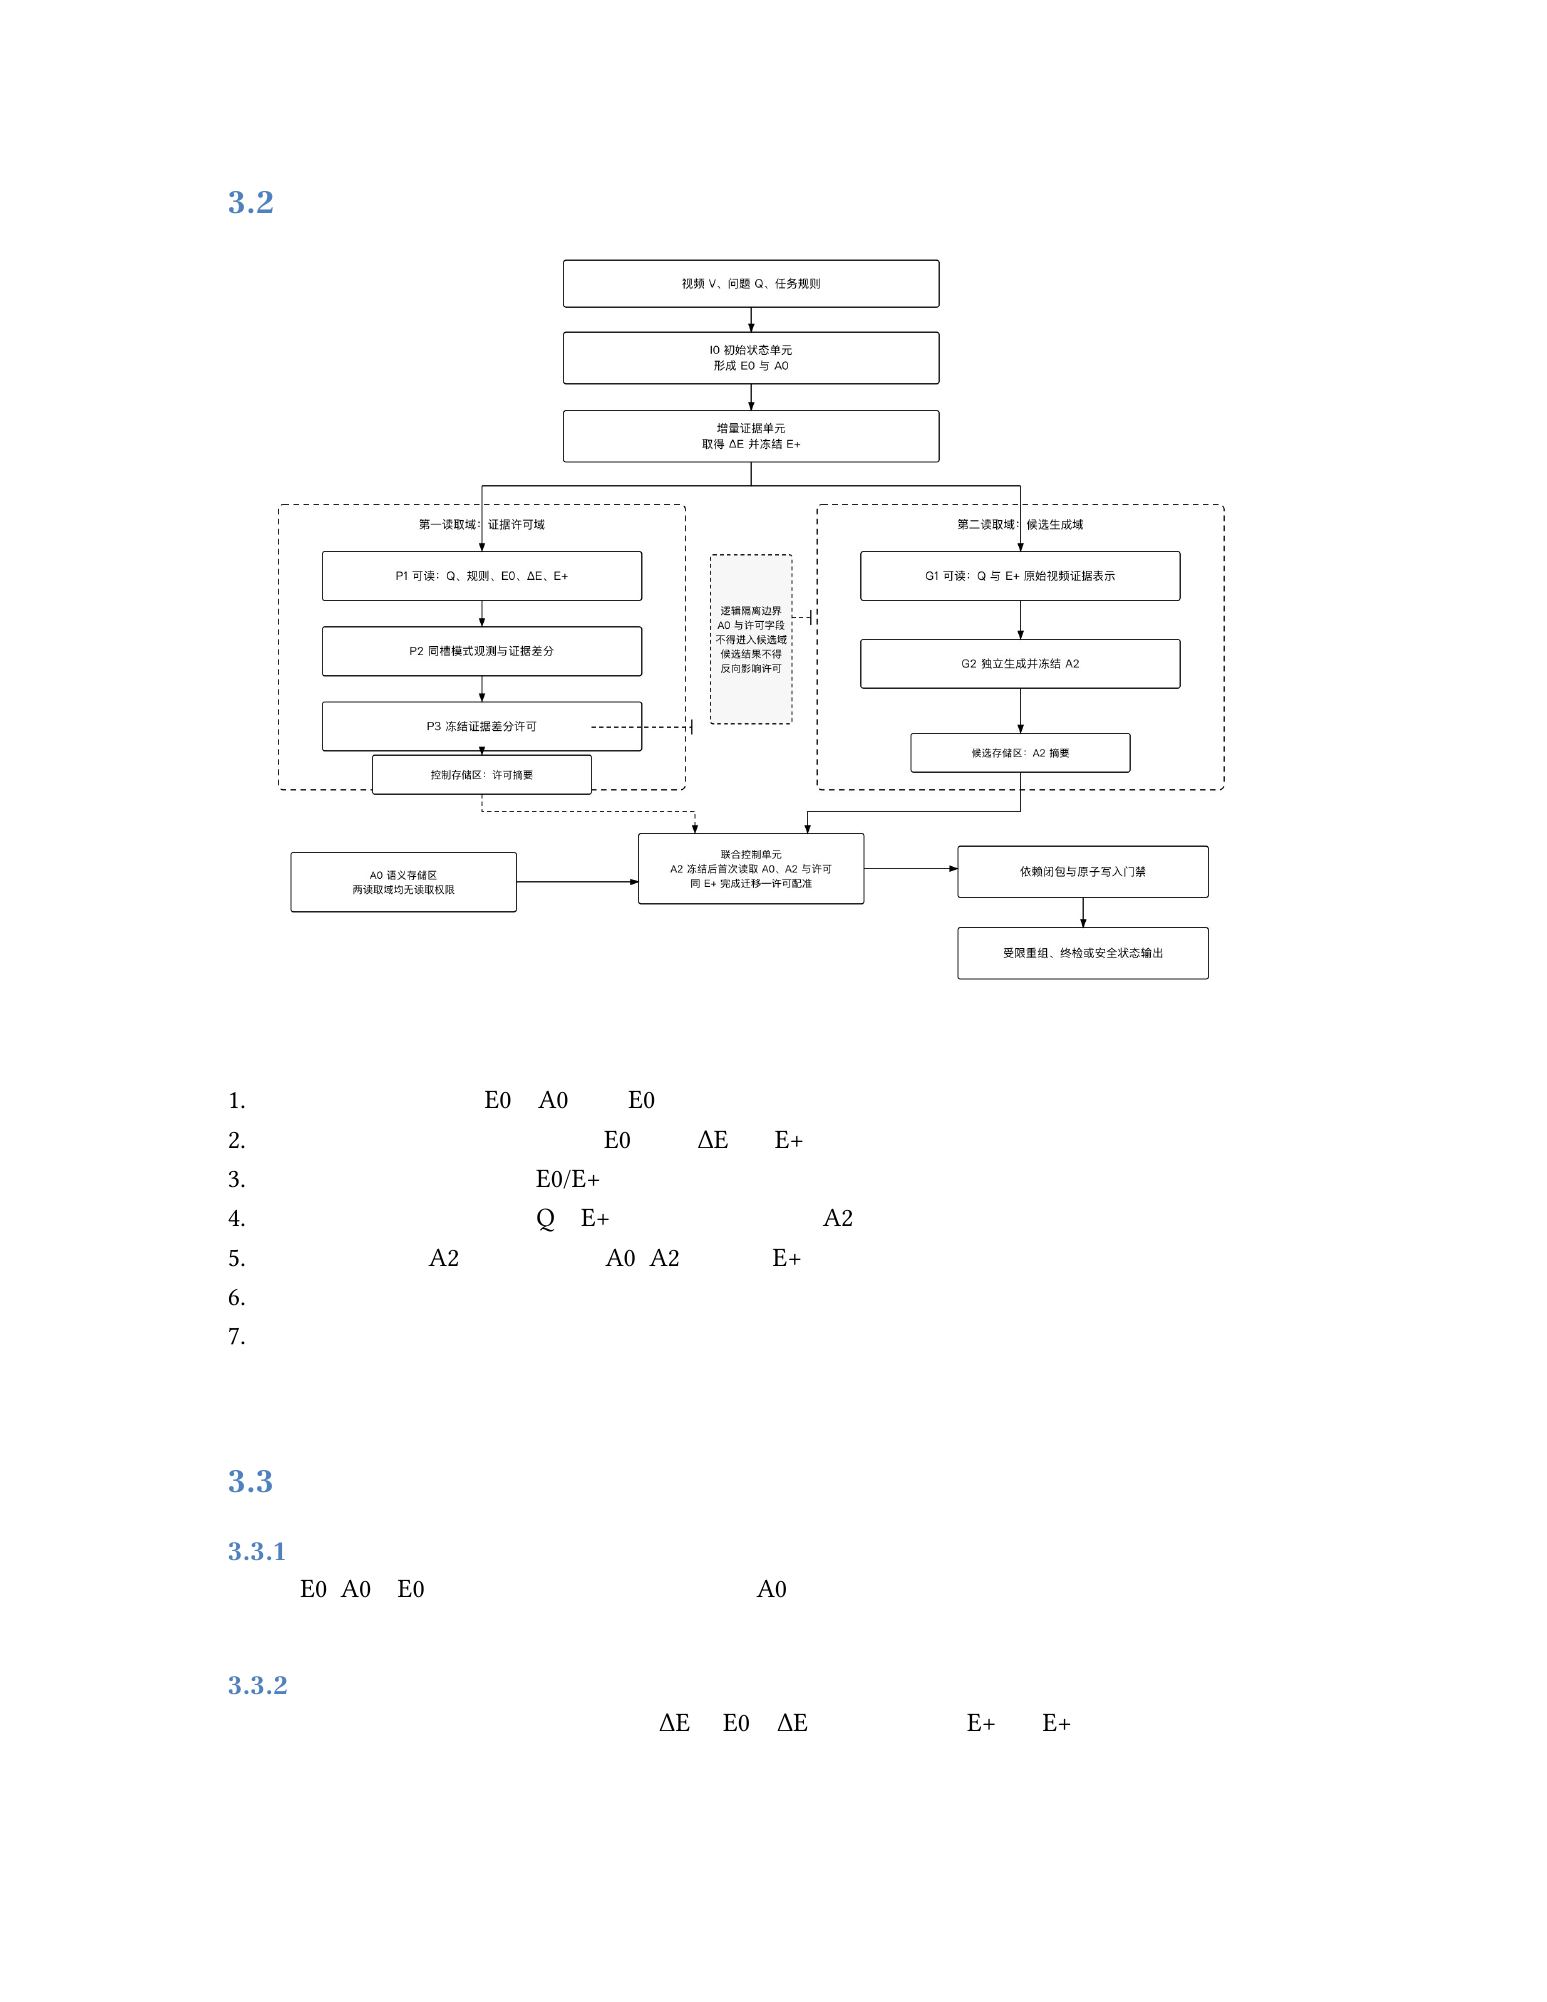 3.2
视频 V、问题 Q、任务规则
I0 初始状态单元
形成 E0 与 A0
增量证据单元
取得 ΔE 并冻结 E+
第一读取域：证据许可域
P1 可读：Q、规则、E0、ΔE、E+
P2 同槽模式观测与证据差分
P3 冻结证据差分许可
控制存储区：许可摘要
逻辑隔离边界
A0 与许可字段
不得进入候选域
候选结果不得
反向影响许可
第二读取域：候选生成域
G1 可读：Q 与 E+ 原始视频证据表示
G2 独立生成并冻结 A2
候选存储区：A2 摘要
A0 语义存储区
两读取域均无读取权限
联合控制单元
A2 冻结后首次读取 A0、A2 与许可
同 E+ 完成迁移—许可配准
依赖闭包与原子写入门禁
受限重组、终检或安全状态输出
1. E0 A0 E0
2. E0 ΔE E+
3. E0/E+
4. Q E+ A2
5. A2 A0 A2 E+
6.
7.
3.3
3.3.1
E0 A0 E0 A0
3.3.2
ΔE E0 ΔE E+ E+